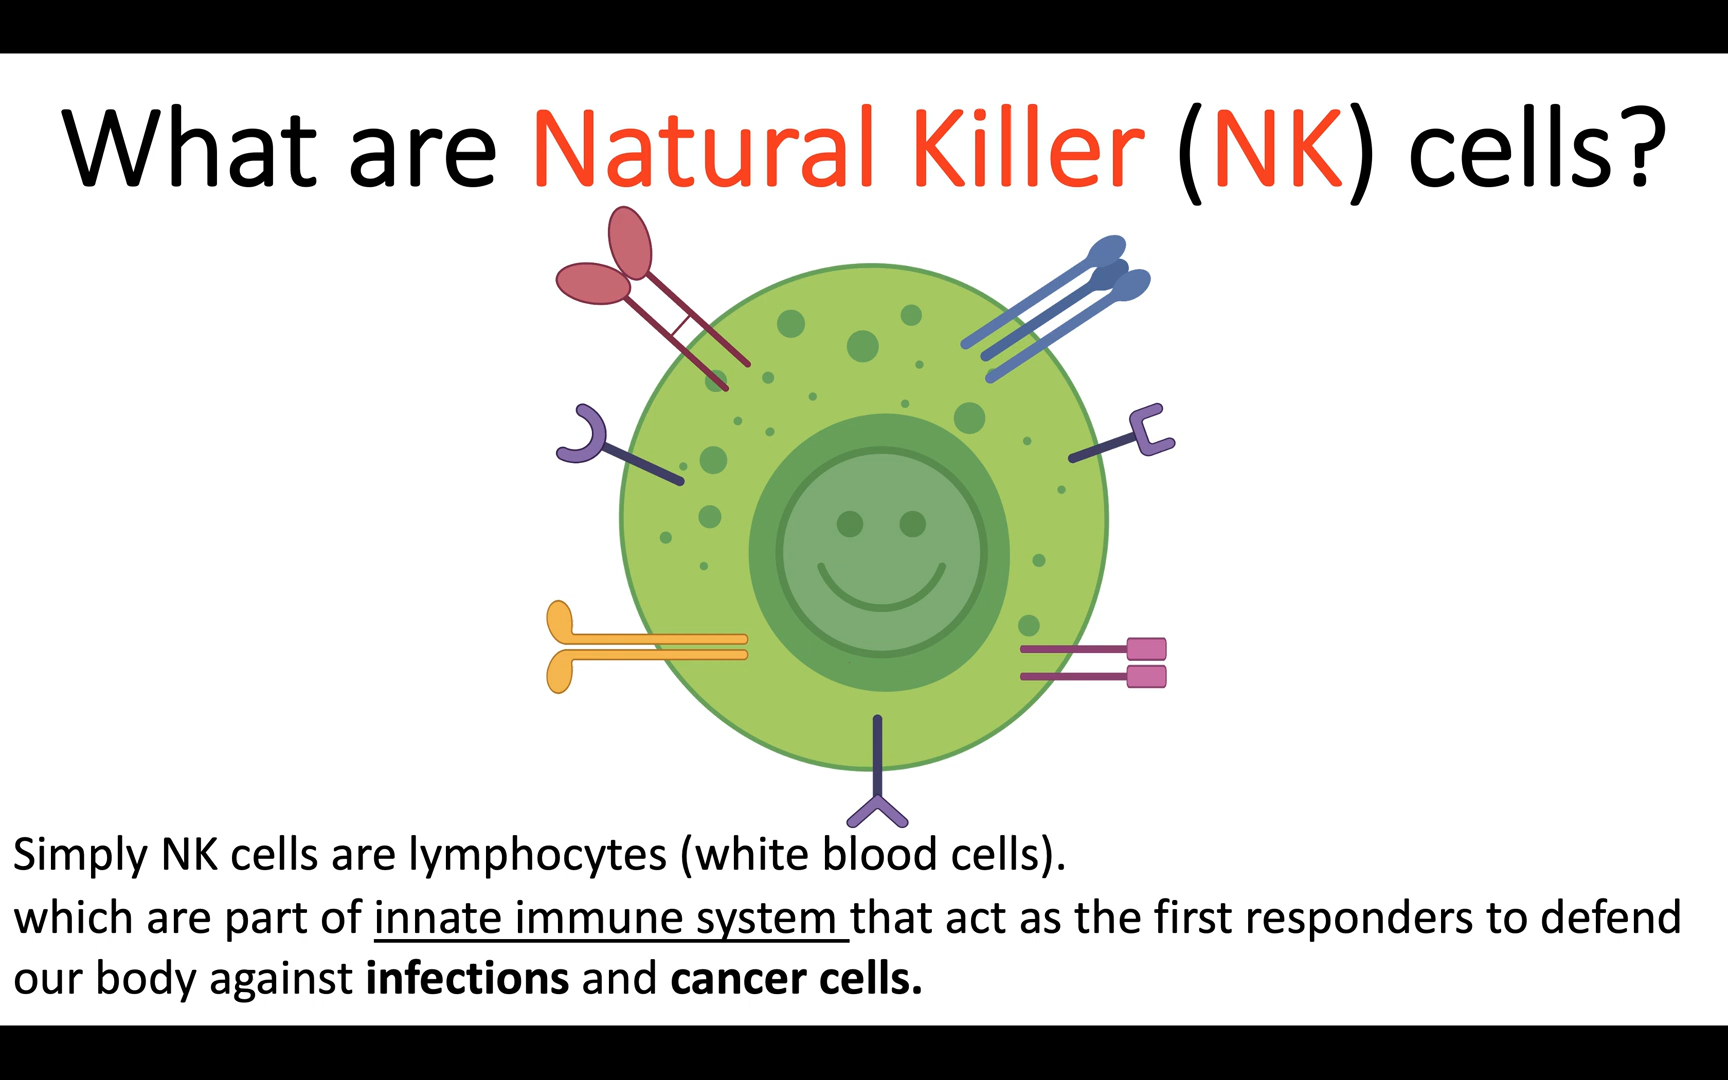 What are Natural Killer (NK) cells?
Simply NK cells are lymphocytes (white blood cells).
which are part of innate immune system that act as the first responders to defend
our body against infections and cancer cells.